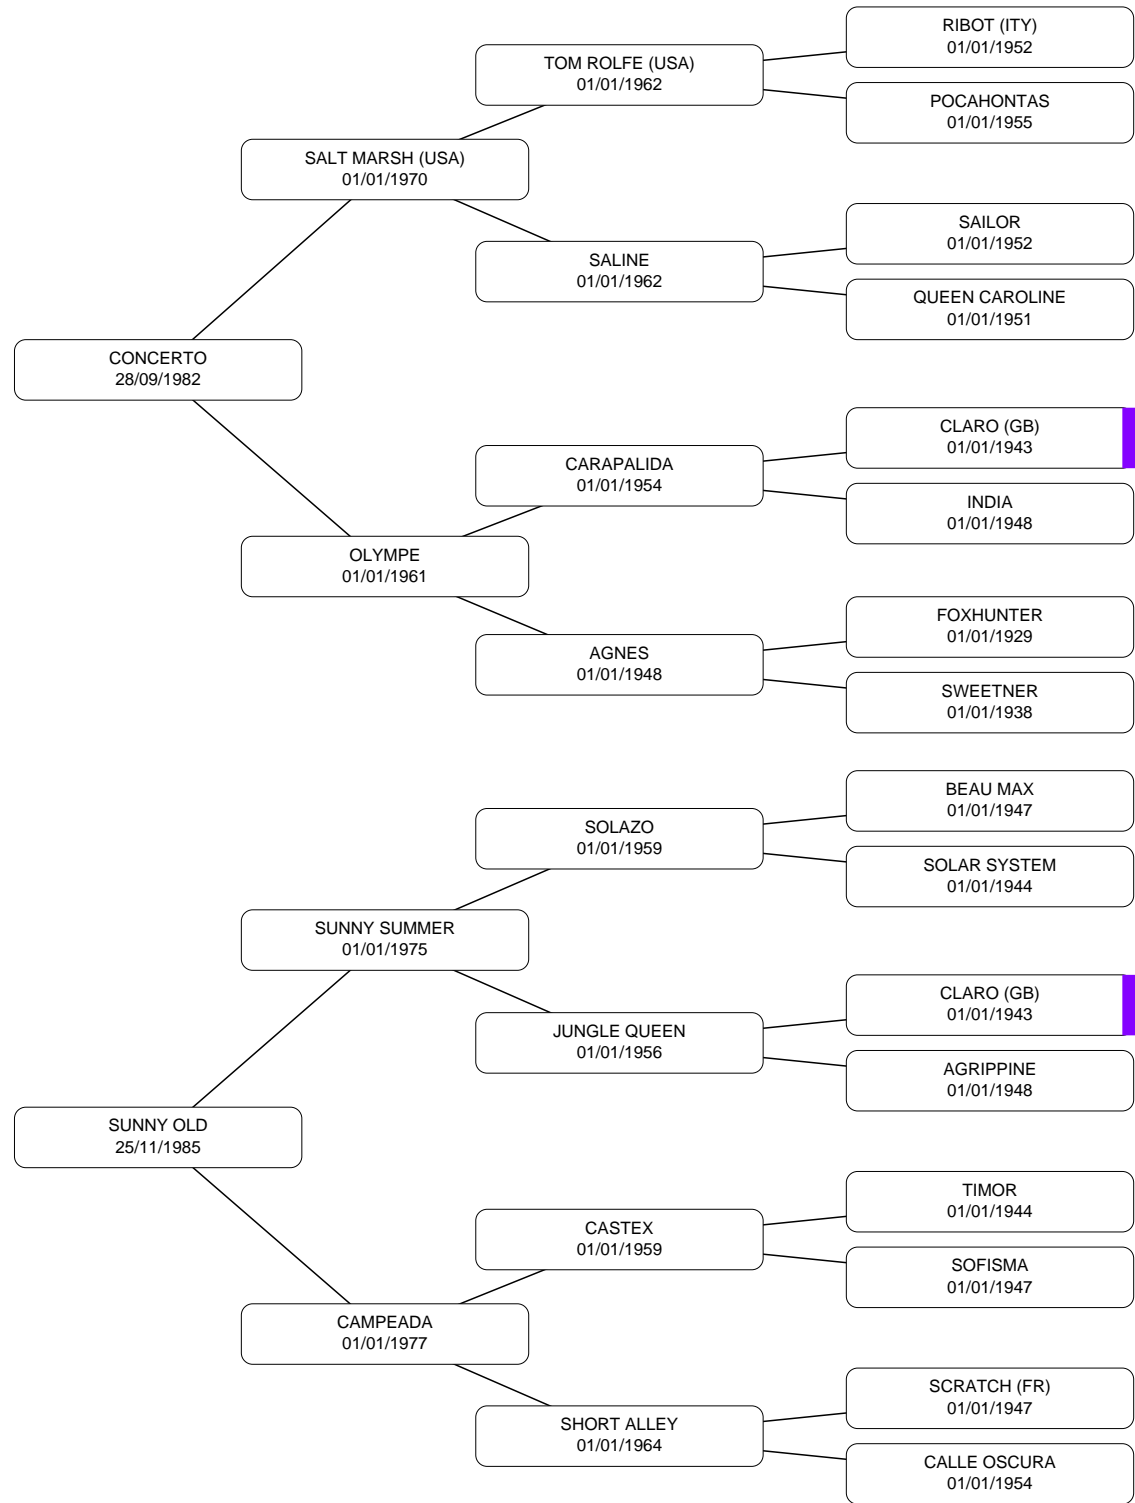 RIBOT (ITY)
01/01/1952
TOM ROLFE (USA)
01/01/1962
POCAHONTAS
01/01/1955
SALT MARSH (USA)
01/01/1970
SAILOR
01/01/1952
SALINE
01/01/1962
QUEEN CAROLINE
01/01/1951
CONCERTO
28/09/1982
CLARO (GB)
01/01/1943
CARAPALIDA
01/01/1954
INDIA
01/01/1948
OLYMPE
01/01/1961
FOXHUNTER
01/01/1929
AGNES
01/01/1948
SWEETNER
01/01/1938
BEAU MAX
01/01/1947
SOLAZO
01/01/1959
SOLAR SYSTEM
01/01/1944
SUNNY SUMMER
01/01/1975
CLARO (GB)
01/01/1943
JUNGLE QUEEN
01/01/1956
AGRIPPINE
01/01/1948
SUNNY OLD
25/11/1985
TIMOR
01/01/1944
CASTEX
01/01/1959
SOFISMA
01/01/1947
CAMPEADA
01/01/1977
SCRATCH (FR)
01/01/1947
SHORT ALLEY
01/01/1964
CALLE OSCURA
01/01/1954